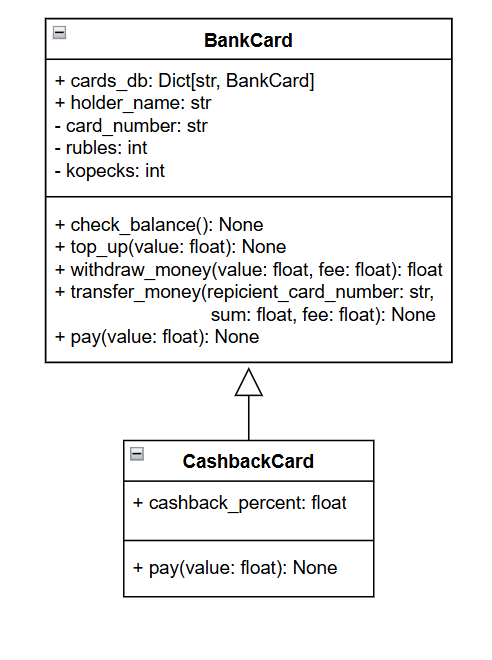 BankCard
+ cards_db: Dict[str, BankCard]
+ holder_name: str
- card_number: str
- rubles: int
- kopecks: int
+ check_balance(): None
+ top_up(value: float): None
+ withdraw_money(value: float, fee: float): float
+ transfer_money(repicient_card_number: str,
sum: float, fee: float): None
+ pay(value: float): None
CashbackCard
+ cashback_percent: float
+ pay(value: float): None